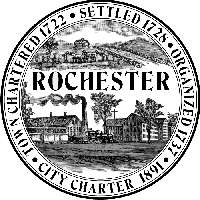 TOWN CHARTERED 1722 • SETTLED 1728 • ORGANIZED 1737 •
ROCHESTER
CITY CHARTER 1891